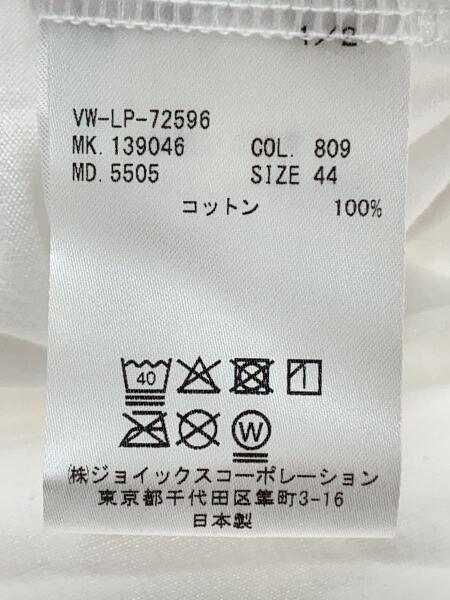 1/2
VW-LP-72596
MK. 139046 COL. 809
MD. 5505 SIZE 44
コットン 100%
40
W
㈱ジョイックスコーポレーション
東京都千代田区隼町3-16
日本製